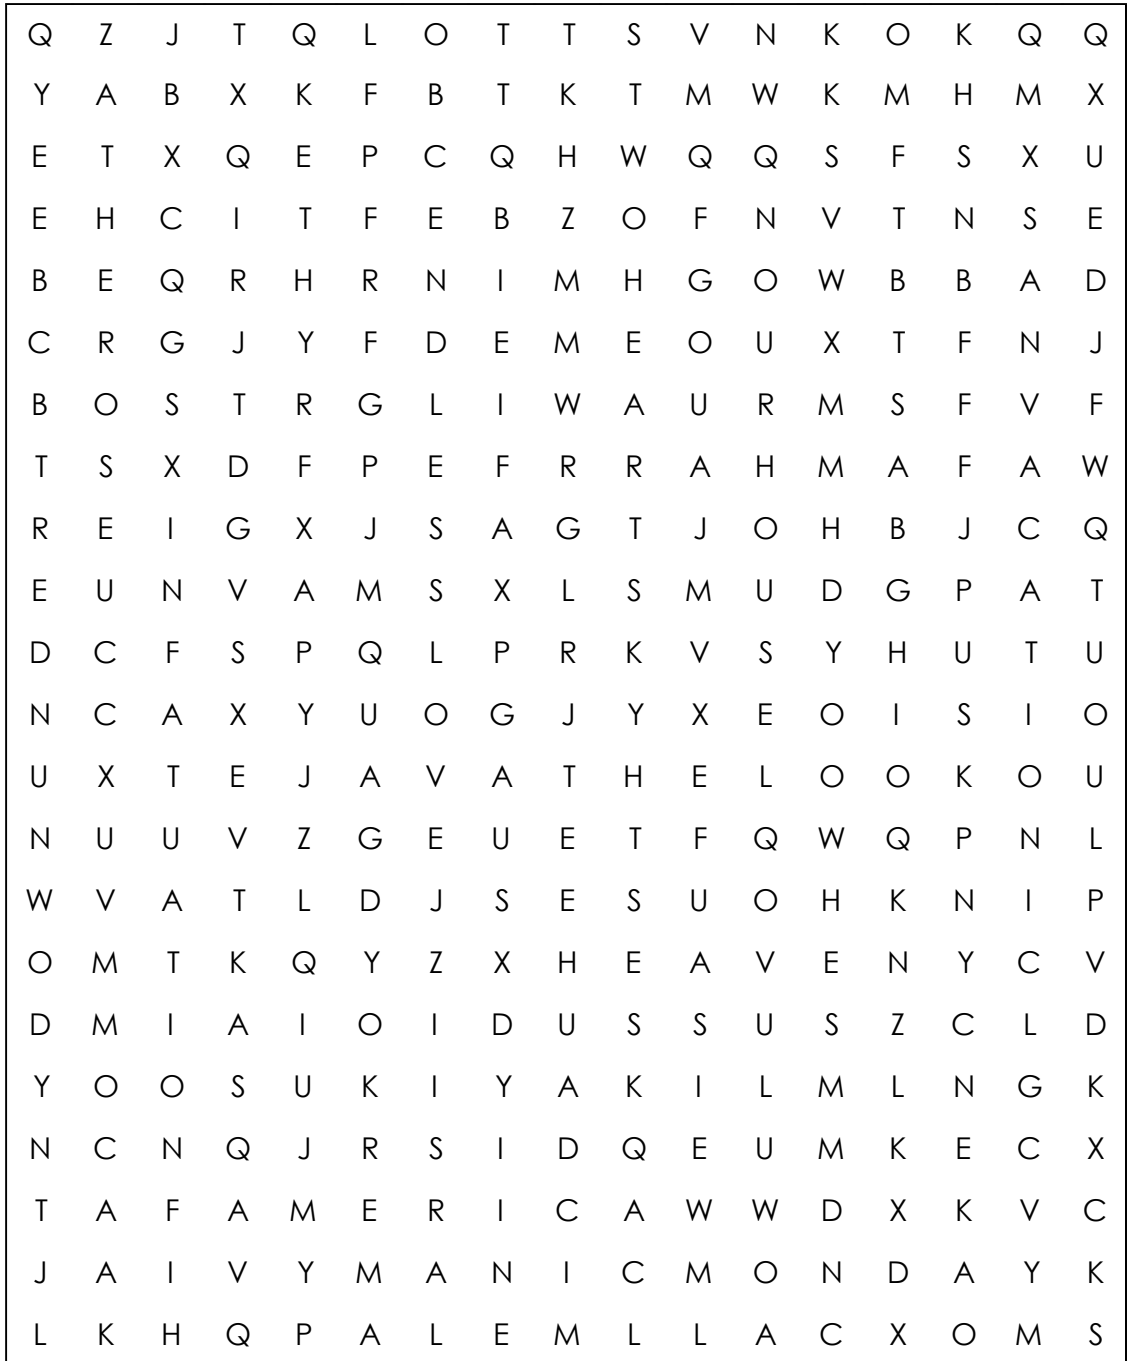 Q Z J T Q L O T T S V N K O K Q Q
Y A B X K F B T K T M W K M H M X
E T X Q E P C Q H W Q Q S F S X U
E H C I T F E B Z O F N V T N S E
B E Q R H R N I M H G O W B B A D
C R G J Y F D E M E O U X T F N J
B O S T R G L I W A U R M S F V F
T S X D F P E F R R A H M A F A W
R E I G X J S A G T J O H B J C Q
E U N V A M S X L S M U D G P A T
D C F S P Q L P R K V S Y H U T U
N C A X Y U O G J Y X E O I S I O
U X T E J A V A T H E L O O K O U
N U U V Z G E U E T F Q W Q P N L
W V A T L D J S E S U O H K N I P
O M T K Q Y Z X H E A V E N Y C V
D M I A I O I D U S S U S Z C L D
Y O O S U K I Y A K I L M L N G K
N C N Q J R S I D Q E U M K E C X
T A F A M E R I C A W W D X K V C
J A I V Y M A N I C M O N D A Y K
L K H Q P A L E M L L A C X O M S